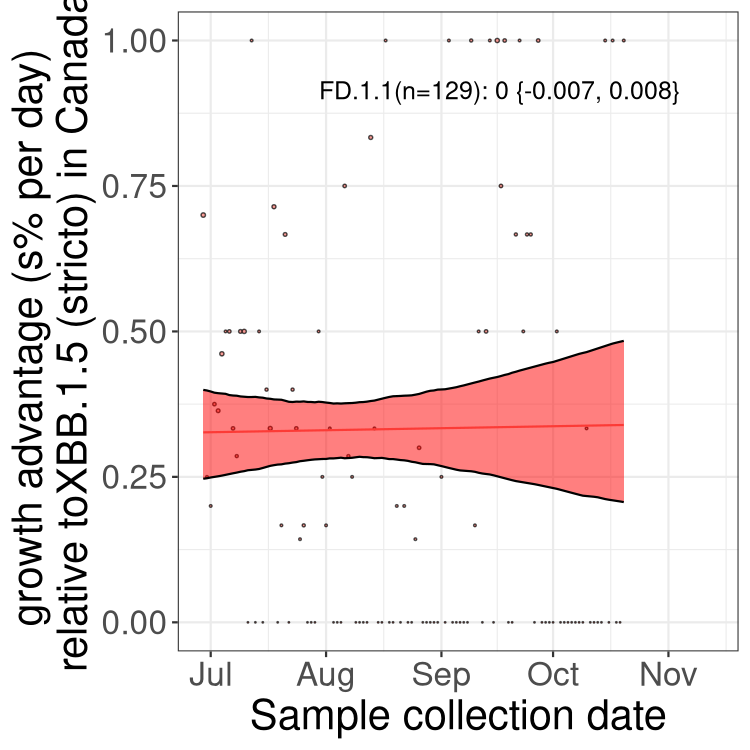 growth advantage (s% per day)
relative toXBB.1.5 (stricto) in Canada
1.00
0.75
0.50
0.25
0.00
FD.1.1(n=129): 0 {-0.007, 0.008}
Jul Aug Sep Oct Nov
Sample collection date